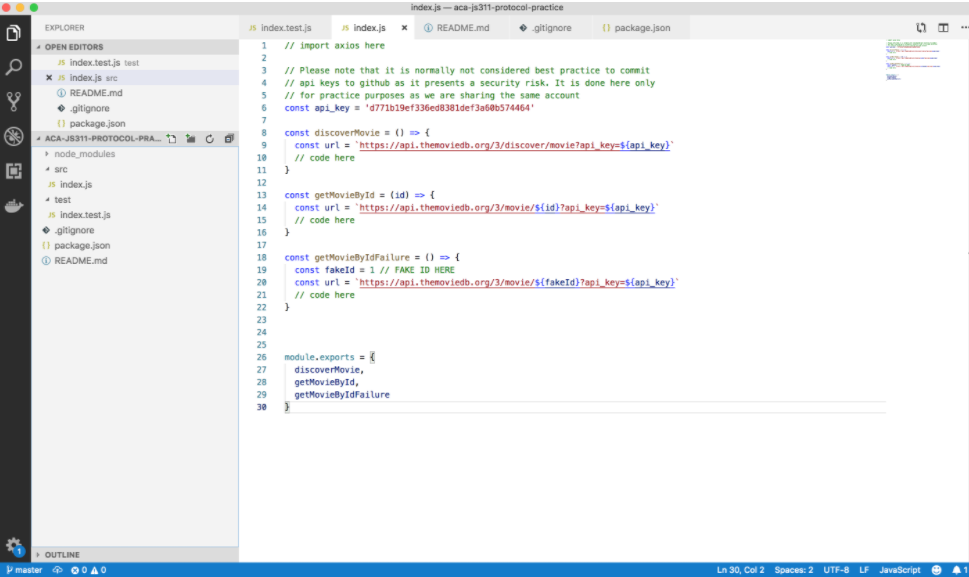 index.js — aca-js311-protocol-practice
EXPLORER
OPEN EDITORS
JS index.test.js test
JS index.js src
README.md
.gitignore
{} package.json
ACA-JS311-PROTOCOL-PRA...
node_modules
src
JS index.js
test
JS index.test.js
.gitignore
{} package.json
README.md
OUTLINE
JS index.test.js
JS index.js
README.md
.gitignore
{} package.json
1 // import axios here
2
3 // Please note that it is normally not considered best practice to commit
4 // api keys to github as it presents a security risk. It is done here only
5 // for practice purposes as we are sharing the same account
6 const api_key = 'd771b19ef336ed8381def3a60b574464'
7
8 const discoverMovie = () => {
9 const url = `https://api.themoviedb.org/3/discover/movie?api_key=${api_key}`
10 // code here
11 }
12
13 const getMovieById = (id) => {
14 const url = `https://api.themoviedb.org/3/movie/${id}?api_key=${api_key}`
15 // code here
16 }
17
18 const getMovieByIdFailure = () => {
19 const fakeId = 1 // FAKE ID HERE
20 const url = `https://api.themoviedb.org/3/movie/${fakeId}?api_key=${api_key}`
21 // code here
22 }
23
24
25
26 module.exports = {
27 discoverMovie,
28 getMovieById,
29 getMovieByIdFailure
30 }
1
master 0 0
Ln 30, Col 2 Spaces: 2 UTF-8 LF JavaScript 1